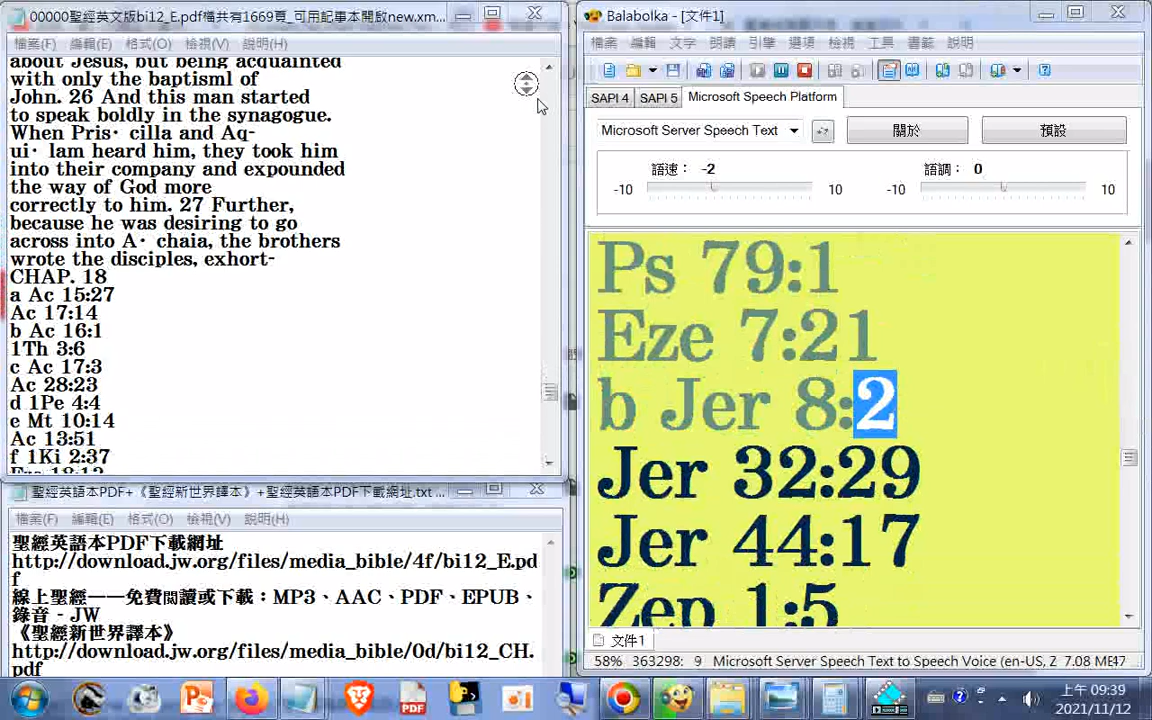 00000聖經英文版bi12_E.pdf檔共有1669頁_可用記事本開啟new.xm...
檔案(F) 編輯(E) 格式(O) 檢視(V) 說明(H)
about Jesus, but being acquainted
with only the baptisml of
John. 26 And this man started
to speak boldly in the synagogue.
When Pris· cilla and Aq-
ui· lam heard him, they took him
into their company and expounded
the way of God more
correctly to him. 27 Further,
because he was desiring to go
across into A· chaia, the brothers
wrote the disciples, exhort-
CHAP. 18
a Ac 15:27
Ac 17:14
b Ac 16:1
1Th 3:6
c Ac 17:3
Ac 28:23
d 1Pe 4:4
e Mt 10:14
Ac 13:51
f 1Ki 2:37
聖經英語本PDF+《聖經新世界譯本》+聖經英語本PDF下載網址.txt ...
檔案(F) 編輯(E) 格式(O) 檢視(V) 說明(H)
聖經英語本PDF下載網址
http://download.jw.org/files/media_bible/4f/bi12_E.pd
f
線上聖經——免費閱讀或下載：MP3、AAC、PDF、EPUB、
錄音 - JW
《聖經新世界譯本》
http://download.jw.org/files/media_bible/0d/bi12_CH.
pdf
Balabolka - [文件1]
檔案 編輯 文字 朗讀 引擎 選項 檢視 工具 書籤 說明
SAPI 4 SAPI 5 Microsoft Speech Platform
Microsoft Server Speech Text 關於 預設
語速： -2 語調： 0
-10 10 -10 10
Ps 79:1
Eze 7:21
b Jer 8:2
Jer 32:29
Jer 44:17
Zep 1:5
文件1
58% 363298: 9 Microsoft Server Speech Text to Speech Voice (en-US, Z 7.08 ME47
PDF
上午 09:39
2021/11/12